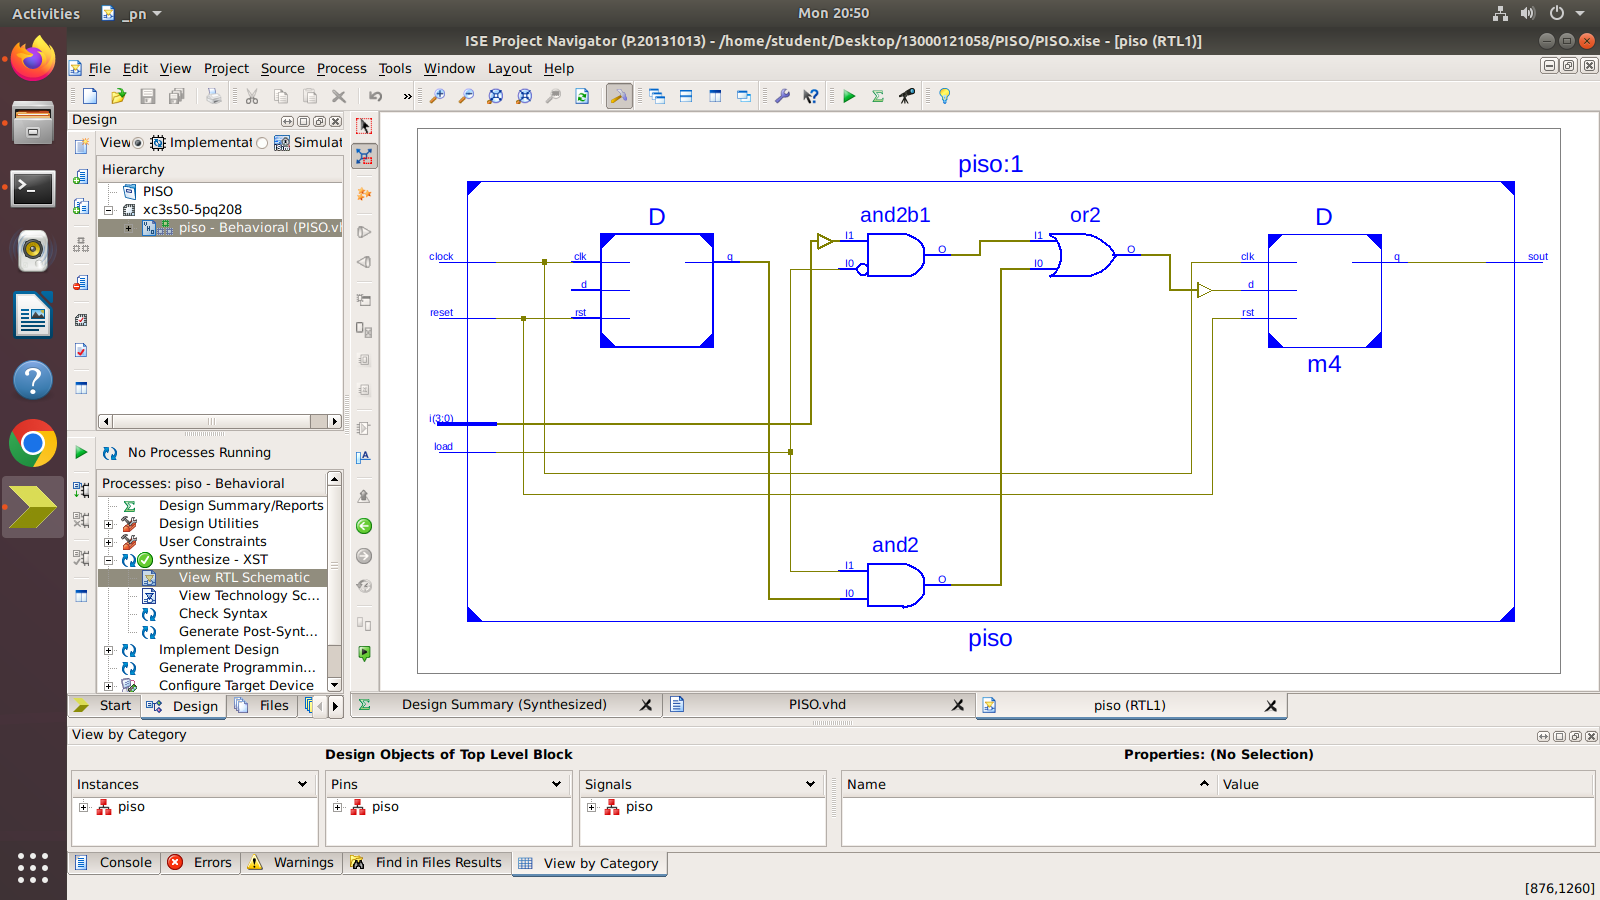 Activities
_pn
Mon 20:50
ISE Project Navigator (P.20131013) - /home/student/Desktop/13000121058/PISO/PISO.xise - [piso (RTL1)]
File Edit View Project Source Process Tools Window Layout Help
Design
View Implementat Simulat
Hierarchy
PISO
xc3s50-5pq208
piso - Behavioral (PISO.vh
No Processes Running
Processes: piso - Behavioral
Design Summary/Reports
Design Utilities
User Constraints
Synthesize - XST
View RTL Schematic
View Technology Sc...
Check Syntax
Generate Post-Synt...
Implement Design
Generate Programmin...
Configure Target Device
Start Design Files
piso:1
D
and2b1
or2
D
clock
reset
i(3:0)
load
clk
d
rst
q
I1
I0
O
I1
I0
O
clk
d
rst
q
sout
m4
and2
I1
I0
O
piso
Design Summary (Synthesized)
PISO.vhd
piso (RTL1)
View by Category
Design Objects of Top Level Block
Properties: (No Selection)
Instances
piso
Pins
piso
Signals
piso
Name
Value
Console
Errors
Warnings
Find in Files Results
View by Category
[876,1260]